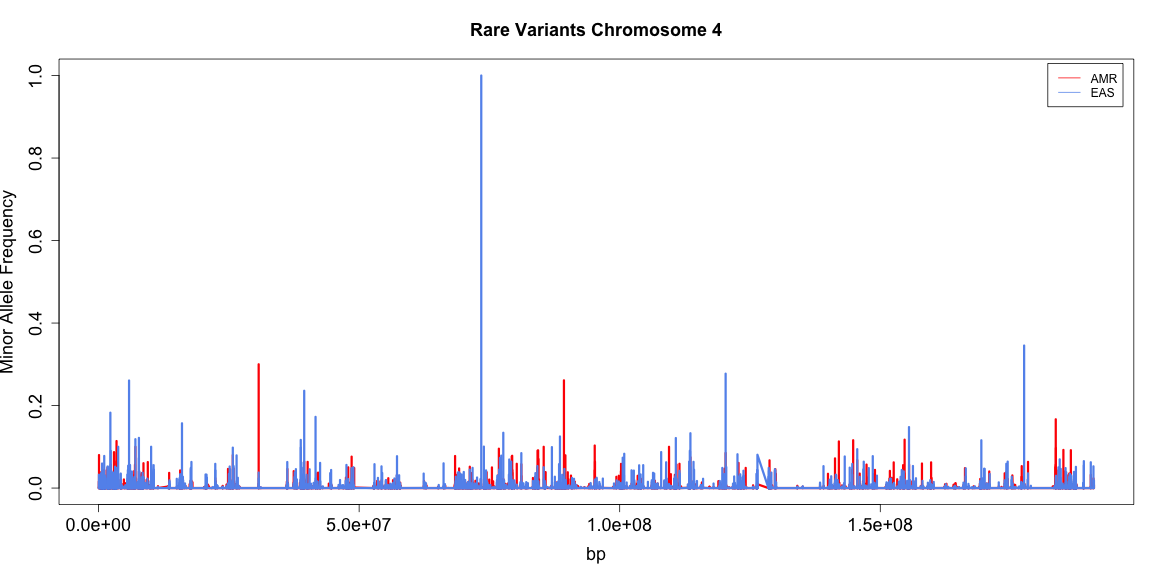 Rare Variants Chromosome 4
AMR
EAS
Minor Allele Frequency
1.0
0.8
0.6
0.4
0.2
0.0
0.0e+00 5.0e+07 1.0e+08 1.5e+08
bp